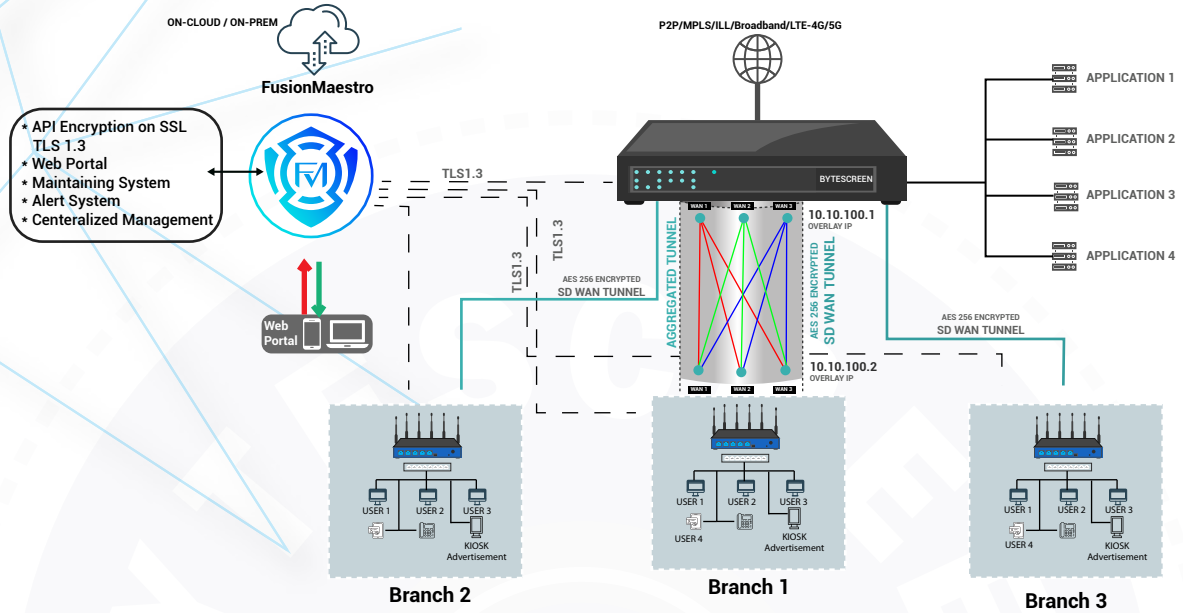 ON-CLOUD / ON-PREM
FusionMaestro
* API Encryption on SSL
TLS 1.3
* Web Portal
* Maintaining System
* Alert System
* Centeralized Management
FM
Web
Portal
P2P/MPLS/ILL/Broadband/LTE-4G/5G
BYTESCREEN
APPLICATION 1
APPLICATION 2
APPLICATION 3
APPLICATION 4
TLS1.3
TLS1.3
TLS1.3
AES 256 ENCRYPTED
SD WAN TUNNEL
AGGREGATED TUNNEL
WAN 1
WAN 2
WAN 3
10.10.100.1
OVERLAY IP
AES 256 ENCRYPTED
SD WAN TUNNEL
10.10.100.2
OVERLAY IP
WAN 1
WAN 2
WAN 3
AES 256 ENCRYPTED
SD WAN TUNNEL
USER 1
USER 2
USER 3
KIOSK
Advertisement
Branch 2
USER 1
USER 2
USER 3
USER 4
KIOSK
Advertisement
Branch 1
USER 1
USER 2
USER 3
USER 4
KIOSK
Advertisement
Branch 3